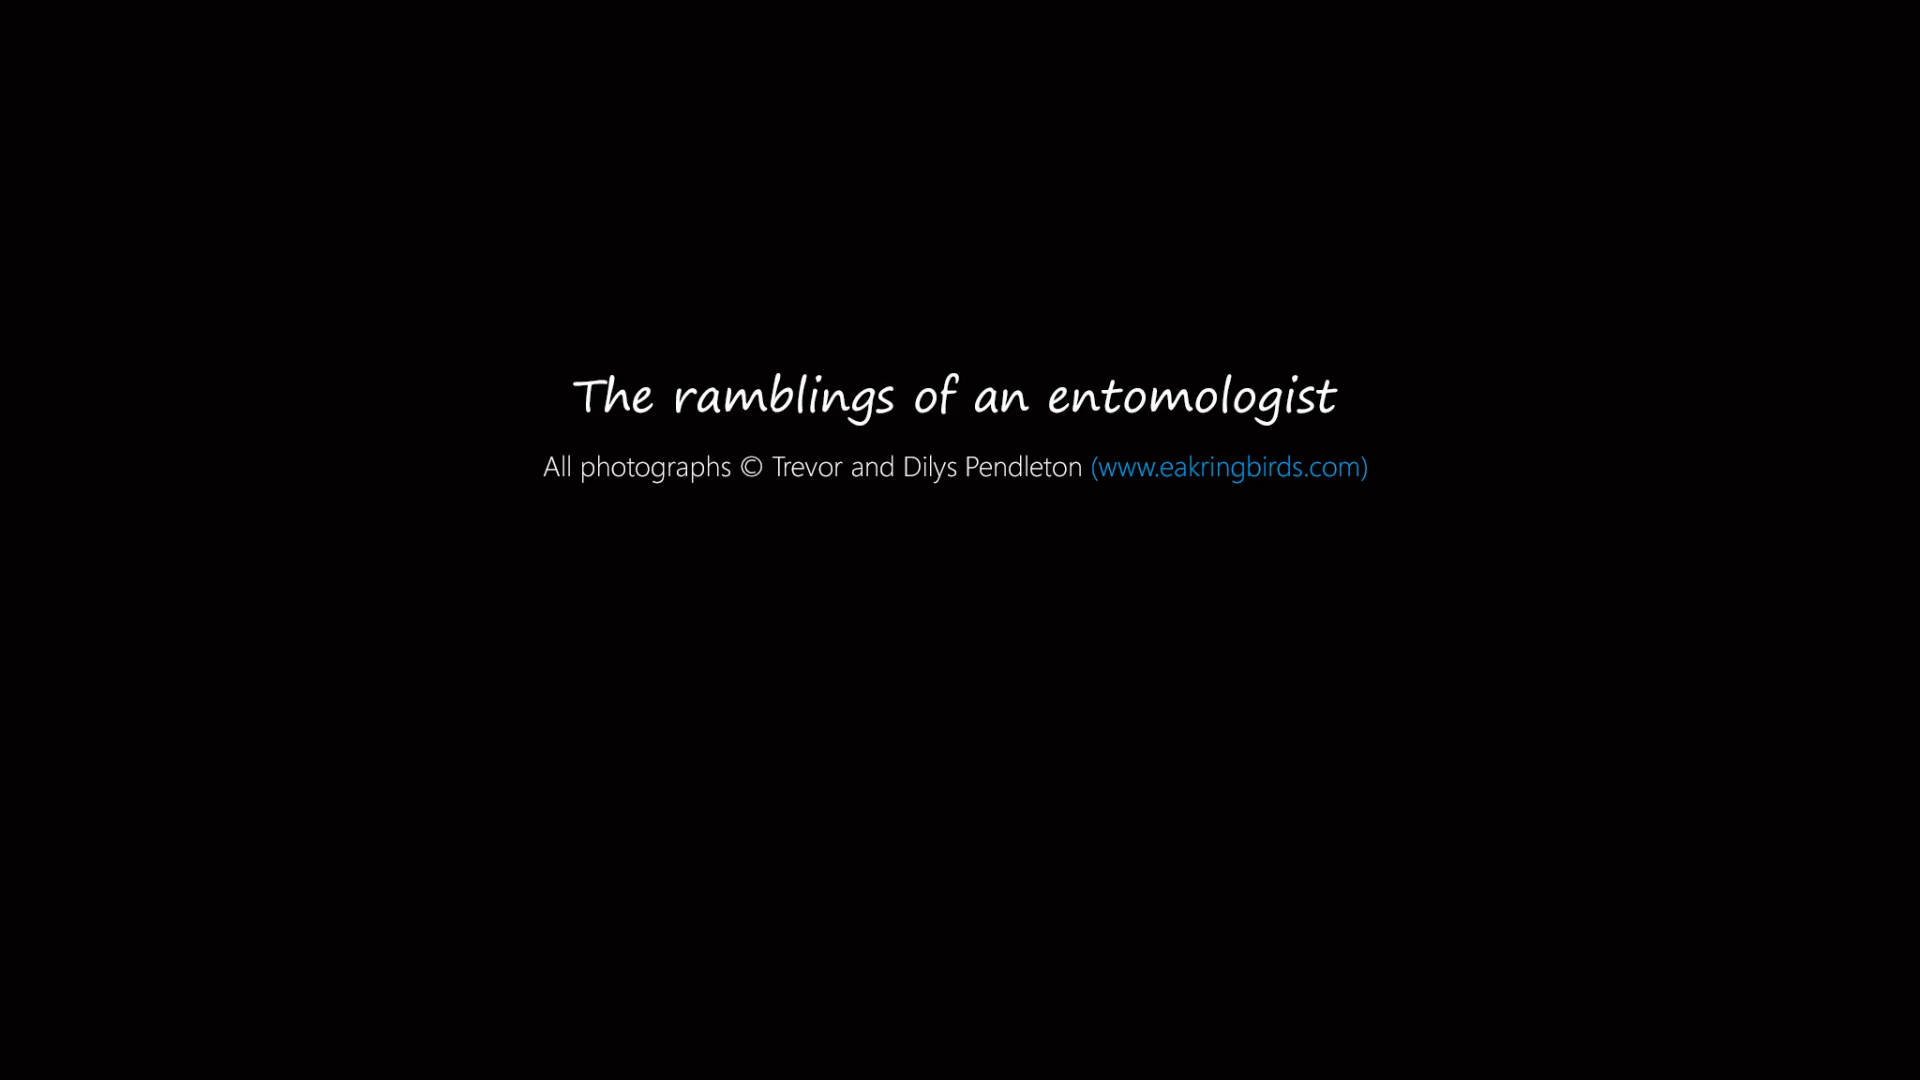 The ramblings of an entomologist
All photographs © Trevor and Dilys Pendleton (www.eakringbirds.com)